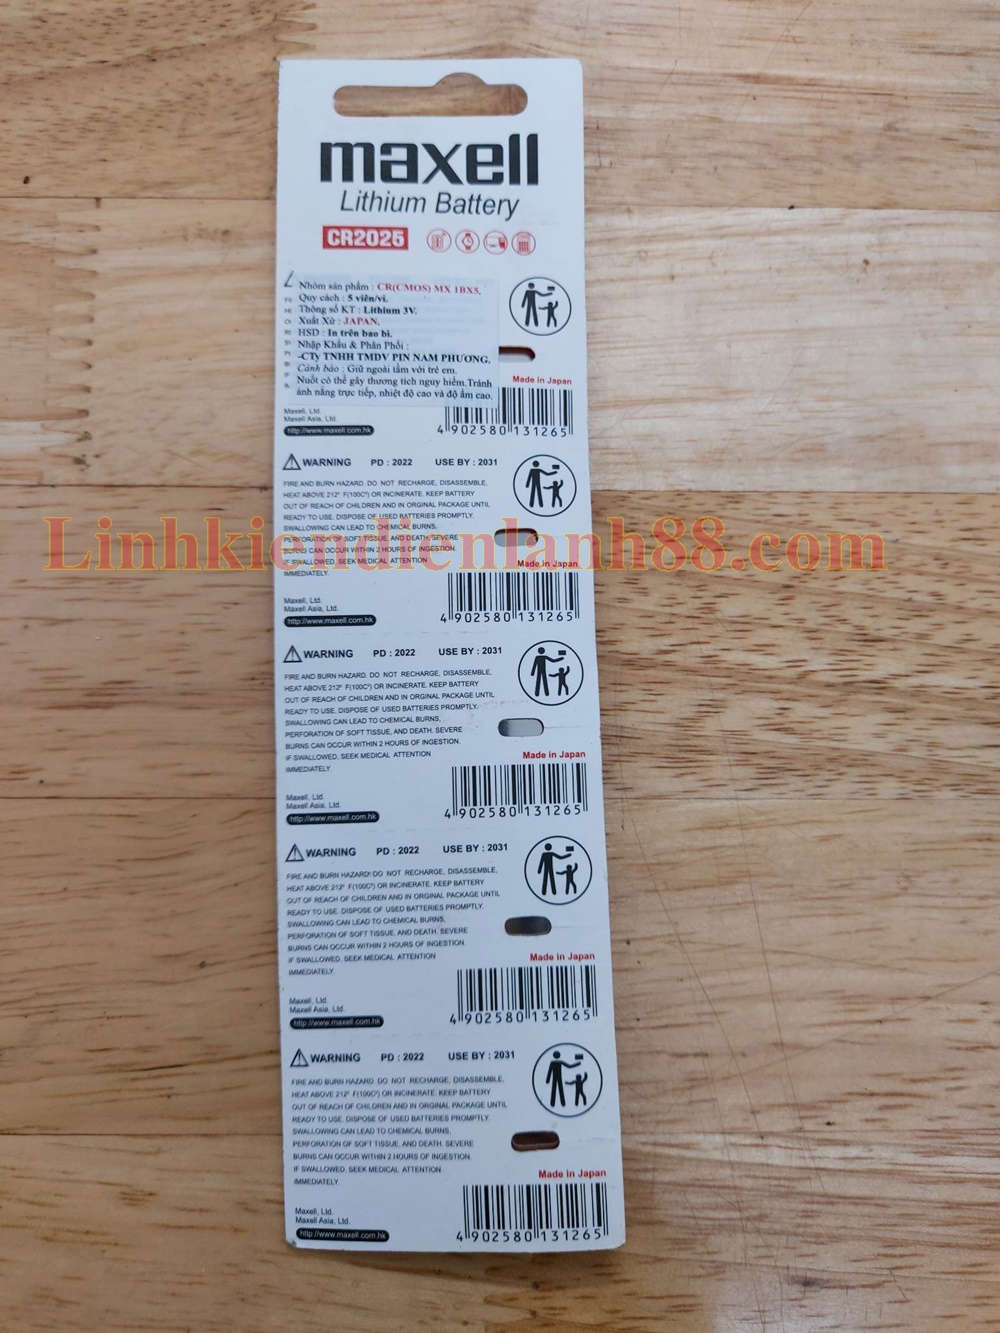 maxell
Lithium Battery
CR2025
Nhóm sản phẩm : CR(CMOS) MX 1BX5.
Quy cách : 5 viên/vỉ.
Thông số KT : Lithium 3V.
Xuất Xứ : JAPAN.
HSD : In trên bao bì.
Nhập Khẩu & Phân Phối :
-CTy TNHH TMDV PIN NAM PHƯƠNG.
Cảnh báo : Giữ ngoài tầm với trẻ em.
Nuốt có thể gây thương tích nguy hiểm.Tránh
ánh nắng trực tiếp, nhiệt độ cao và độ ẩm cao.
Made in Japan
Maxell, Ltd.
Maxell Asia, Ltd.
http://www.maxell.com.hk
4 902580 131265
WARNING PD : 2022 USE BY : 2031
FIRE AND BURN HAZARD. DO NOT RECHARGE, DISASSEMBLE,
HEAT ABOVE 212° F(100C°) OR INCINERATE. KEEP BATTERY
OUT OF REACH OF CHILDREN AND IN ORGINAL PACKAGE UNTIL
READY TO USE. DISPOSE OF USED BATTERIES PROMPTLY.
SWALLOWING CAN LEAD TO CHEMICAL BURNS,
PERFORATION OF SOFT TISSUE, AND DEATH. SEVERE
BURNS CAN OCCUR WITHIN 2 HOURS OF INGESTION.
IF SWALLOWED, SEEK MEDICAL ATTENTION
IMMEDIATELY.
Linhkiendienlanh88.com
Made in Japan
Maxell, Ltd.
Maxell Asia, Ltd.
http://www.maxell.com.hk
4 902580 131265
WARNING PD : 2022 USE BY : 2031
FIRE AND BURN HAZARD. DO NOT RECHARGE, DISASSEMBLE,
HEAT ABOVE 212° F(100C°) OR INCINERATE. KEEP BATTERY
OUT OF REACH OF CHILDREN AND IN ORGINAL PACKAGE UNTIL
READY TO USE. DISPOSE OF USED BATTERIES PROMPTLY.
SWALLOWING CAN LEAD TO CHEMICAL BURNS,
PERFORATION OF SOFT TISSUE, AND DEATH. SEVERE
BURNS CAN OCCUR WITHIN 2 HOURS OF INGESTION.
IF SWALLOWED, SEEK MEDICAL ATTENTION
IMMEDIATELY.
Made in Japan
Maxell, Ltd.
Maxell Asia, Ltd.
http://www.maxell.com.hk
4 902580 131265
WARNING PD : 2022 USE BY : 2031
FIRE AND BURN HAZARD. DO NOT RECHARGE, DISASSEMBLE,
HEAT ABOVE 212° F(100C°) OR INCINERATE. KEEP BATTERY
OUT OF REACH OF CHILDREN AND IN ORGINAL PACKAGE UNTIL
READY TO USE. DISPOSE OF USED BATTERIES PROMPTLY.
SWALLOWING CAN LEAD TO CHEMICAL BURNS,
PERFORATION OF SOFT TISSUE, AND DEATH. SEVERE
BURNS CAN OCCUR WITHIN 2 HOURS OF INGESTION.
IF SWALLOWED, SEEK MEDICAL ATTENTION
IMMEDIATELY.
Made in Japan
Maxell, Ltd.
Maxell Asia, Ltd.
http://www.maxell.com.hk
4 902580 131265
WARNING PD : 2022 USE BY : 2031
FIRE AND BURN HAZARD. DO NOT RECHARGE, DISASSEMBLE,
HEAT ABOVE 212° F(100C°) OR INCINERATE. KEEP BATTERY
OUT OF REACH OF CHILDREN AND IN ORGINAL PACKAGE UNTIL
READY TO USE. DISPOSE OF USED BATTERIES PROMPTLY.
SWALLOWING CAN LEAD TO CHEMICAL BURNS,
PERFORATION OF SOFT TISSUE, AND DEATH. SEVERE
BURNS CAN OCCUR WITHIN 2 HOURS OF INGESTION.
IF SWALLOWED, SEEK MEDICAL ATTENTION
IMMEDIATELY.
Made in Japan
Maxell, Ltd.
Maxell Asia, Ltd.
http://www.maxell.com.hk
4 902580 131265